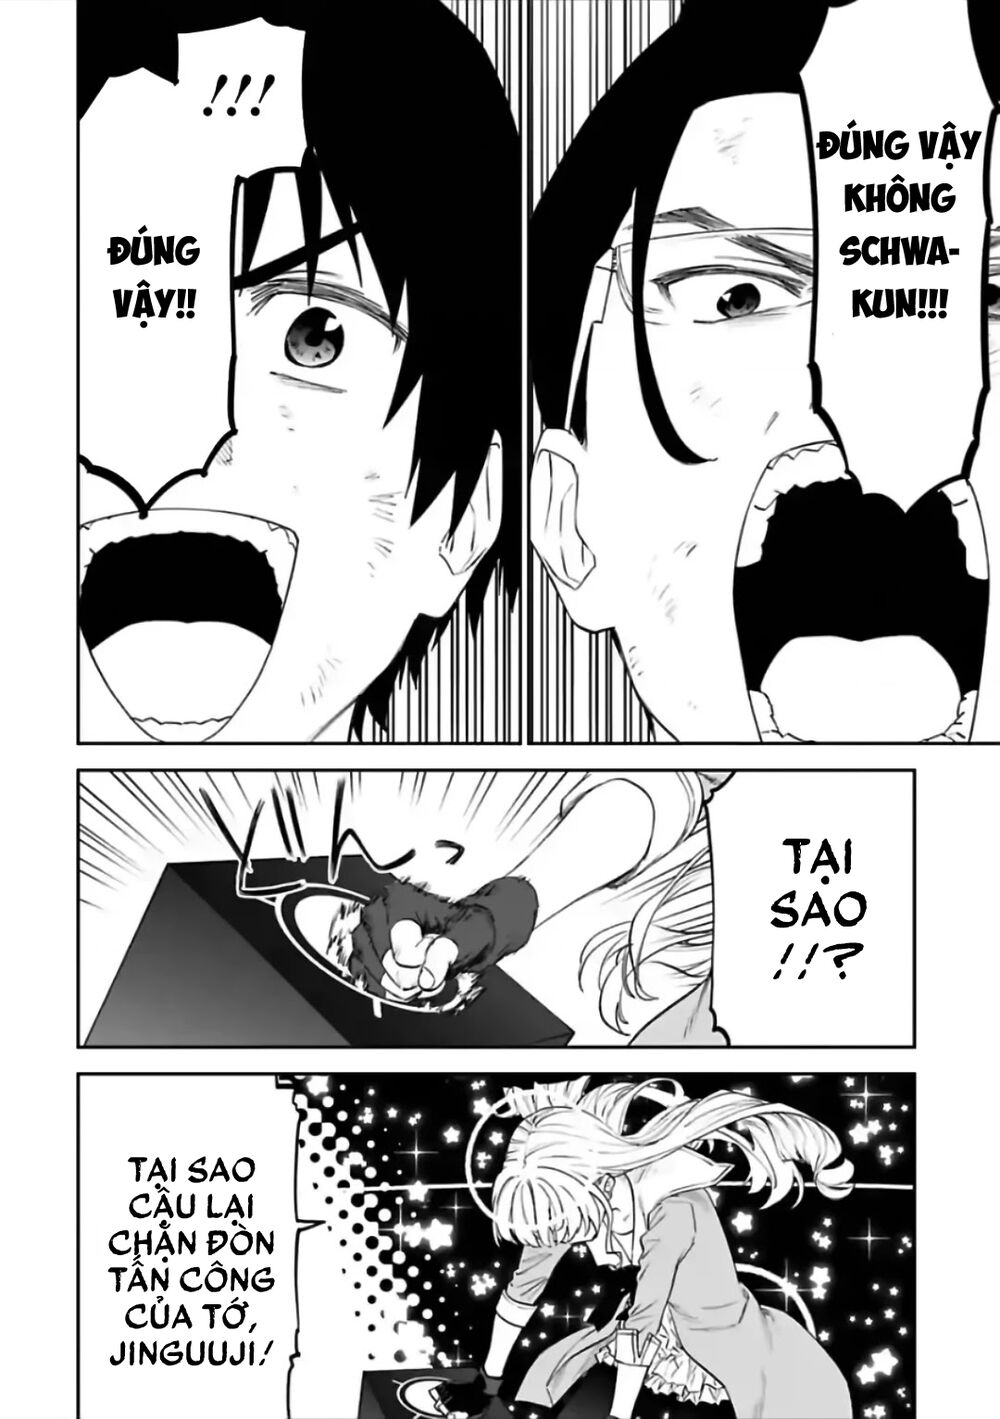 ĐÚNG VẬY
KHÔNG
SCHWA-
KUN!!!
!!!
ĐÚNG
VẬY!!
TẠI
SAO
!!?
TẠI SAO
CẬU LẠI
CHẶN ĐÒN
TẤN CÔNG
CỦA TỚ,
JINGUUJI!